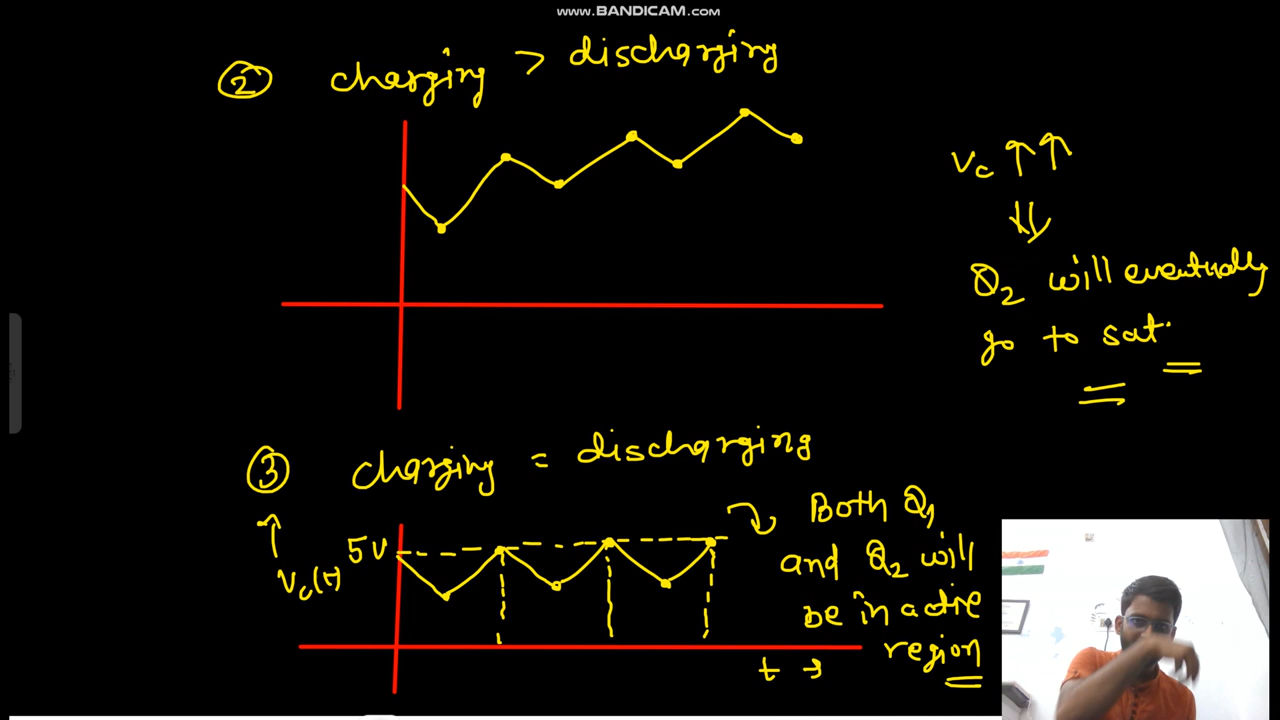 www.BANDICAM.com
② charging > discharging
Vc ↑↑
⇓
Q2 will eventually
go to sat.
③ charging = discharging
↑
Vc(t)
5V
Both Q1
and Q2 will
be in active
region
t →